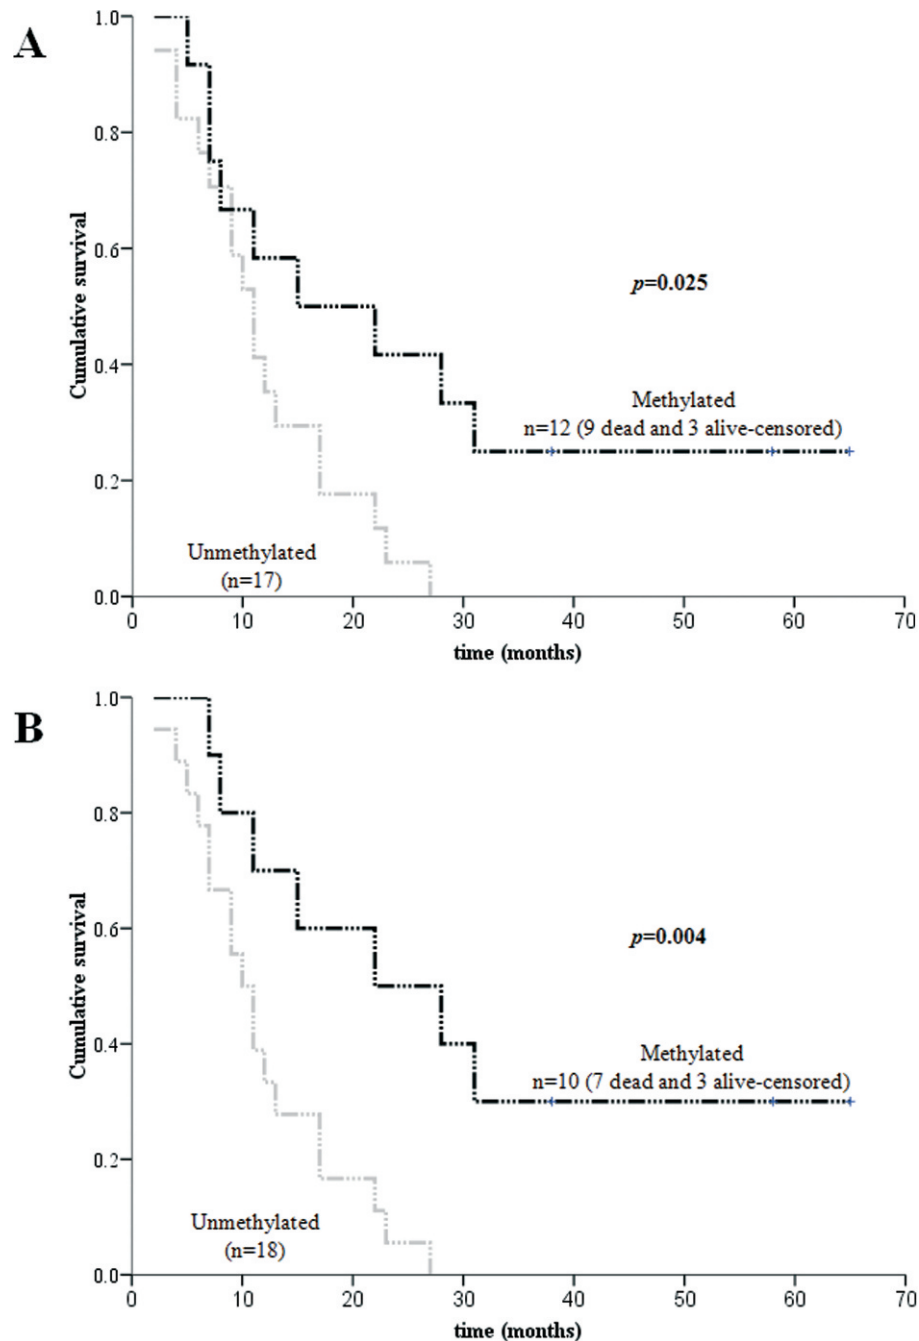 A
1.0
0.8
0.6
0.4
0.2
0.0
Cumulative survival
p=0.025
Methylated
n=12 (9 dead and 3 alive-censored)
Unmethylated
(n=17)
0 10 20 30 40 50 60 70
time (months)
B
1.0
0.8
0.6
0.4
0.2
0.0
Cumulative survival
p=0.004
Methylated
n=10 (7 dead and 3 alive-censored)
Unmethylated
(n=18)
0 10 20 30 40 50 60 70
time (months)